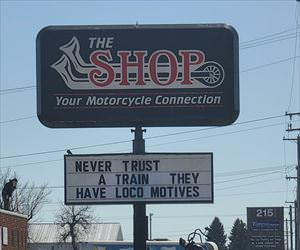 THE
SHOP
Your Motorcycle Connection
NEVER TRUST
A TRAIN THEY
HAVE LOCO MOTIVES
215